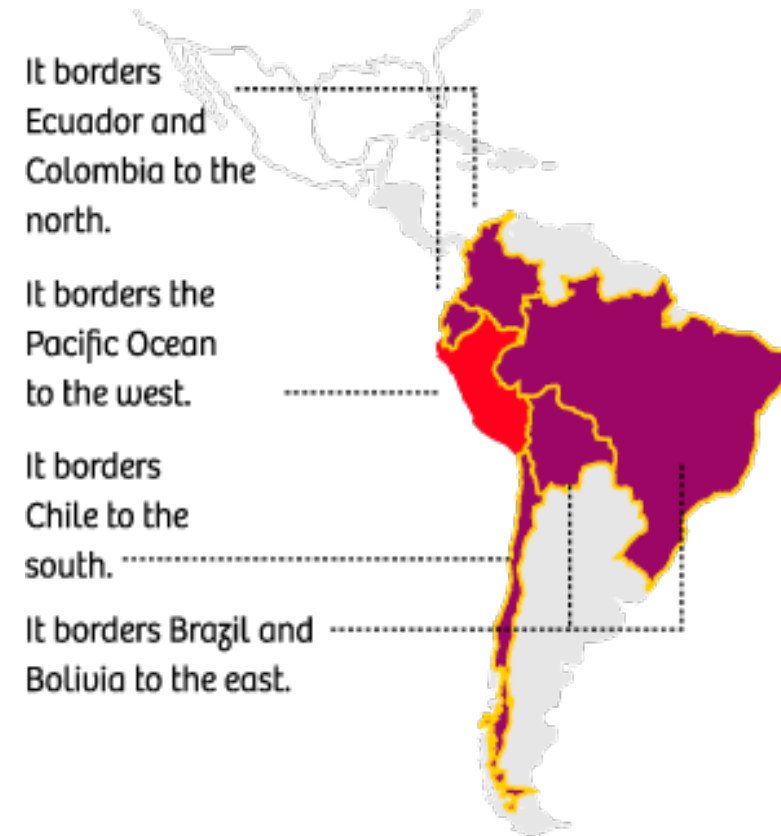 It borders
Ecuador and
Colombia to the
north.
It borders the
Pacific Ocean
to the west.
It borders
Chile to the
south.
It borders Brazil and
Bolivia to the east.